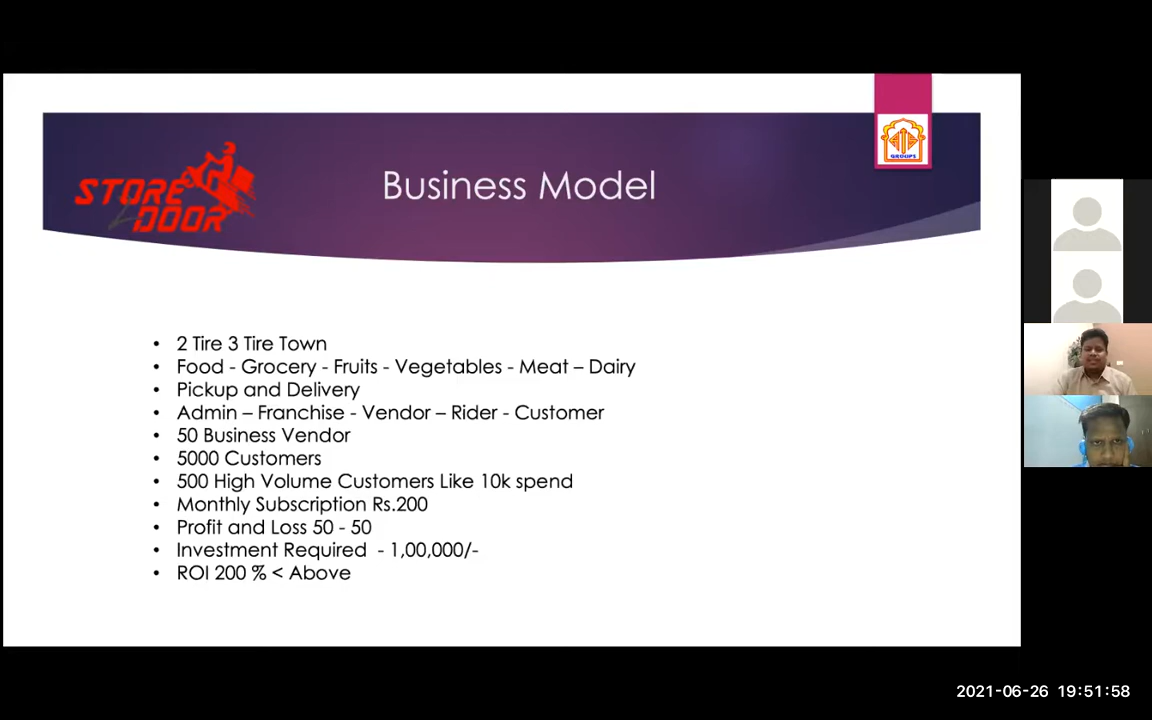 STORE
DOOR
Business Model
GROUPS
• 2 Tire 3 Tire Town
• Food - Grocery - Fruits - Vegetables - Meat – Dairy
• Pickup and Delivery
• Admin – Franchise - Vendor – Rider - Customer
• 50 Business Vendor
• 5000 Customers
• 500 High Volume Customers Like 10k spend
• Monthly Subscription Rs.200
• Profit and Loss 50 - 50
• Investment Required - 1,00,000/-
• ROI 200 % < Above
2021-06-26 19:51:58